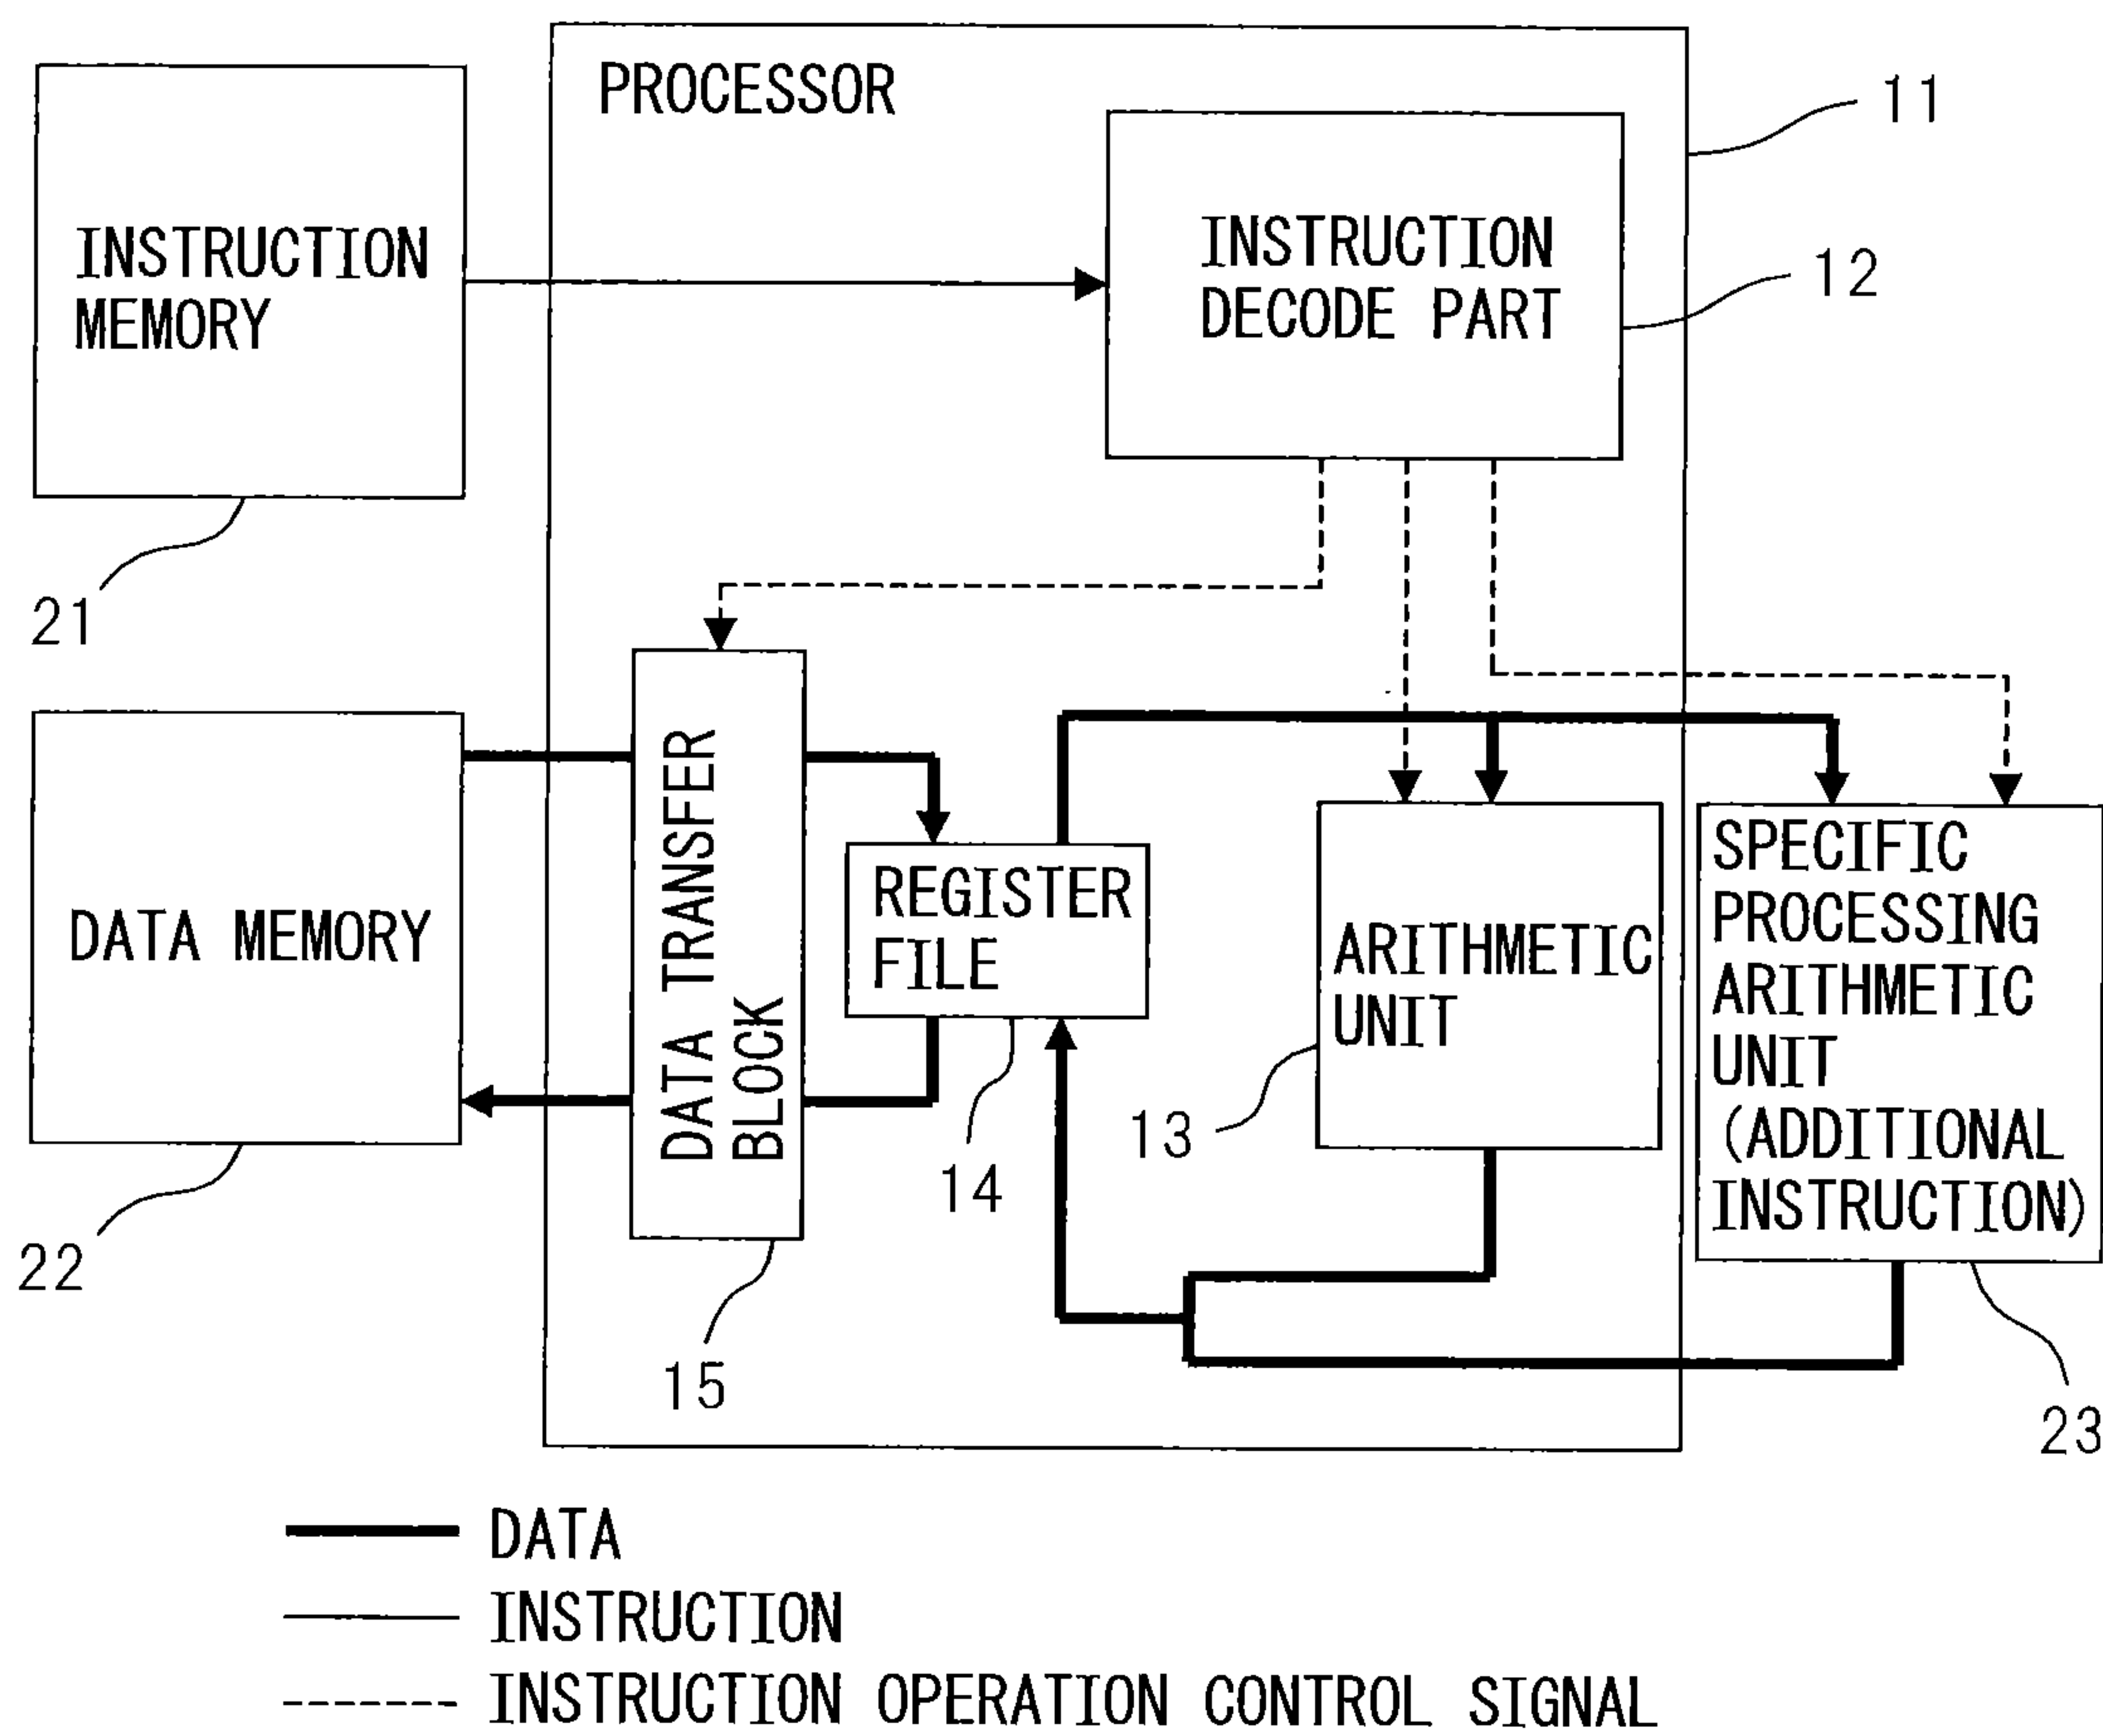 PROCESSOR
11
INSTRUCTION
MEMORY
INSTRUCTION
DECODE PART
12
21
DATA MEMORY
DATA TRANSFER
BLOCK
REGISTER
FILE
ARITHMETIC
UNIT
SPECIFIC
PROCESSING
ARITHMETIC
UNIT
(ADDITIONAL
INSTRUCTION)
13
14
22
15
23
DATA
INSTRUCTION
INSTRUCTION OPERATION CONTROL SIGNAL